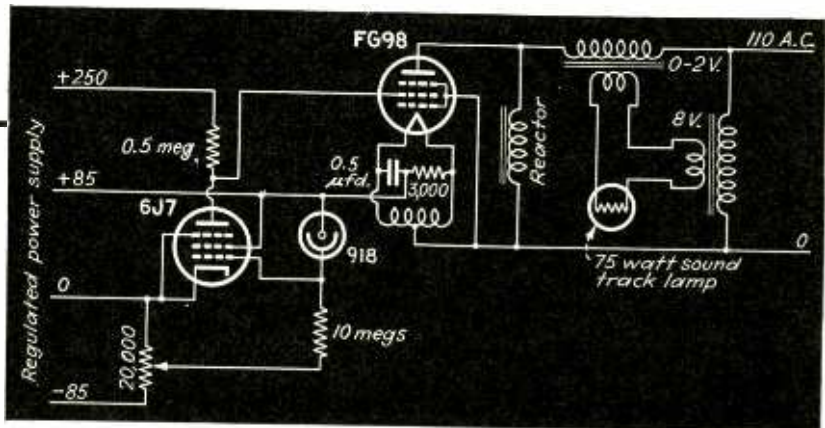 FG98
110 A.C.
+250
0-2V.
8V.
0.5 meg.
Reactor
0.5
μfd.
3,000
+85
6J7
918
Regulated power supply
0
0
75 watt sound
track lamp
10 megs
20,000
-85